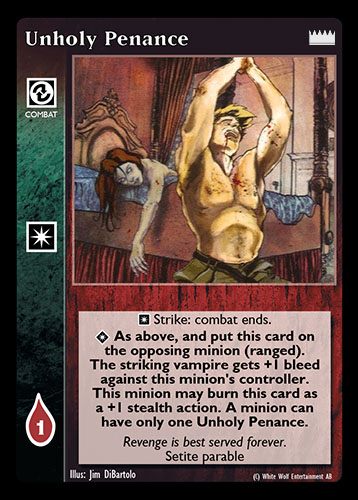 Unholy Penance
COMBAT
Strike: combat ends.
As above, and put this card on
the opposing minion (ranged).
The striking vampire gets +1 bleed
against this minion's controller.
This minion may burn this card as
a +1 stealth action. A minion can
have only one Unholy Penance.
Revenge is best served forever.
Setite parable
1
Illus: Jim DiBartolo
(C) White Wolf Entertainment AB